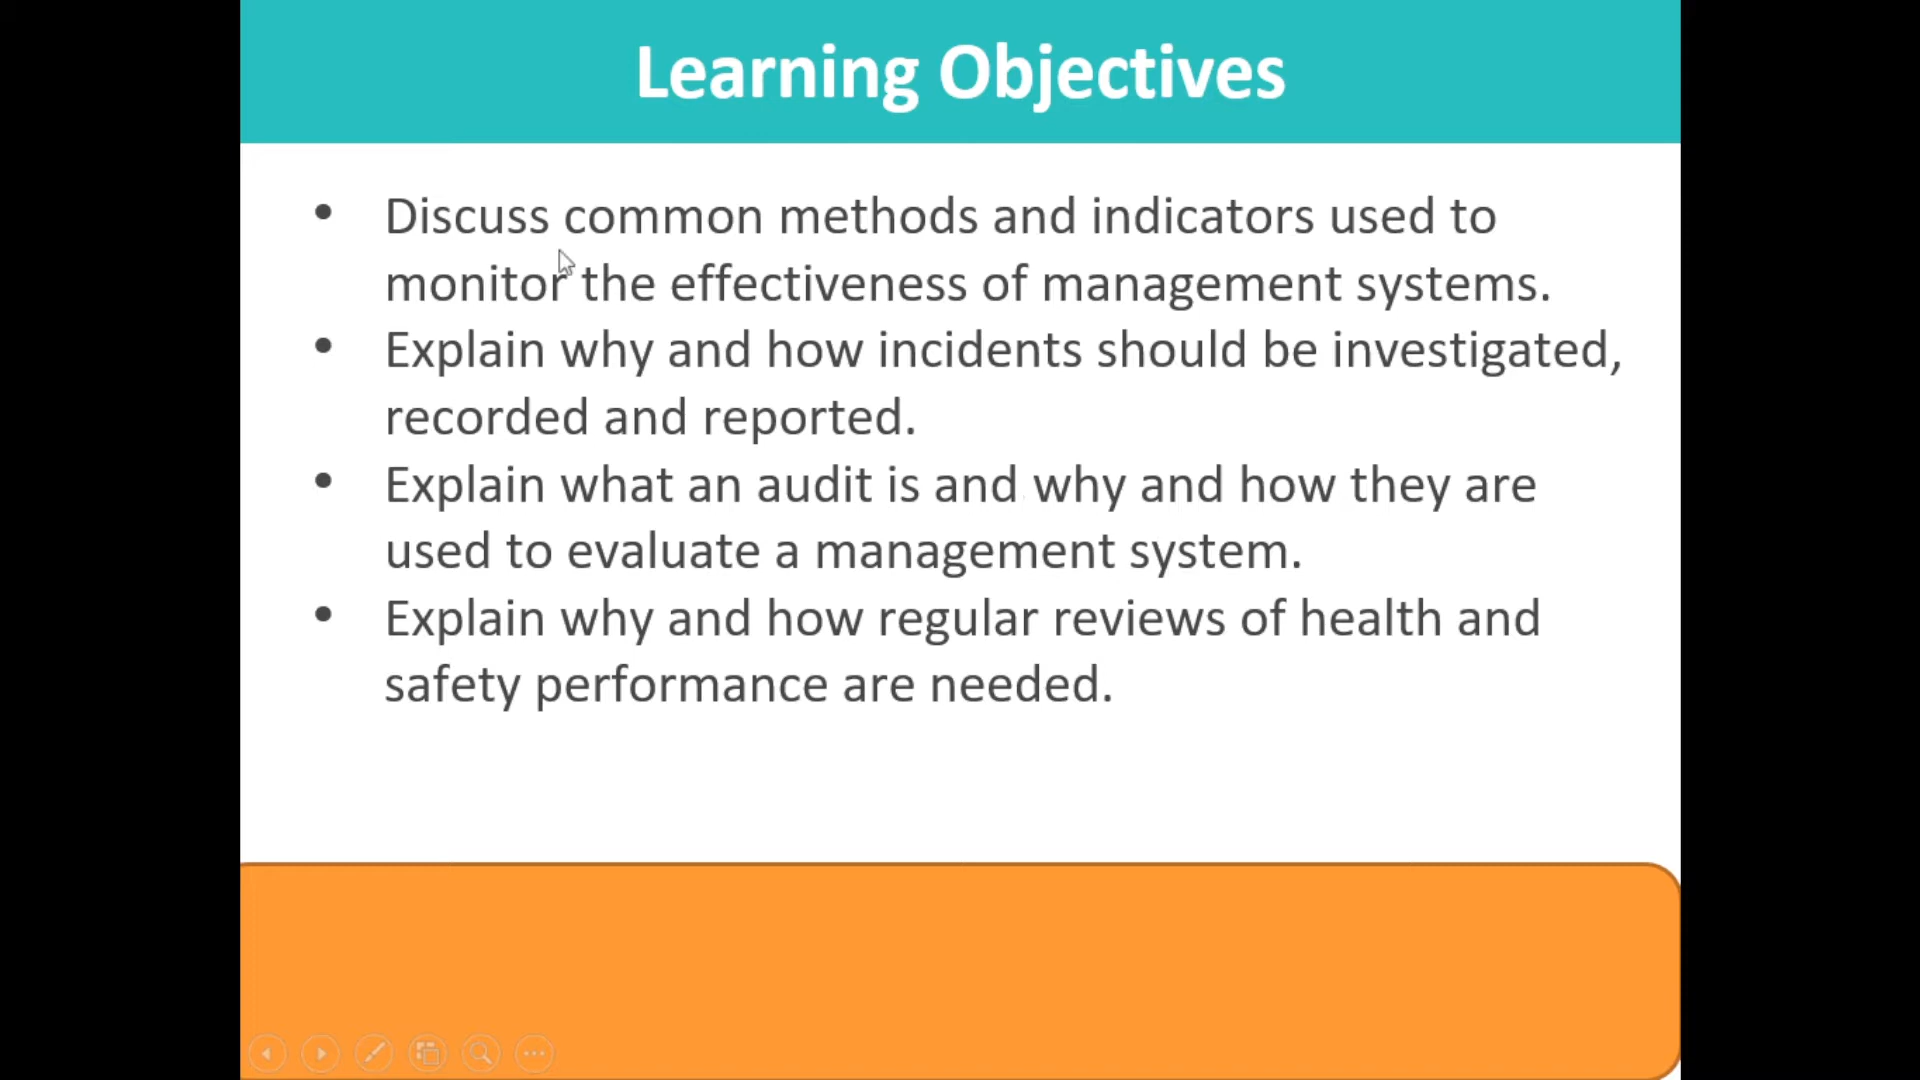 Learning Objectives
• Discuss common methods and indicators used to
monitor the effectiveness of management systems.
• Explain why and how incidents should be investigated,
recorded and reported.
• Explain what an audit is and why and how they are
used to evaluate a management system.
• Explain why and how regular reviews of health and
safety performance are needed.